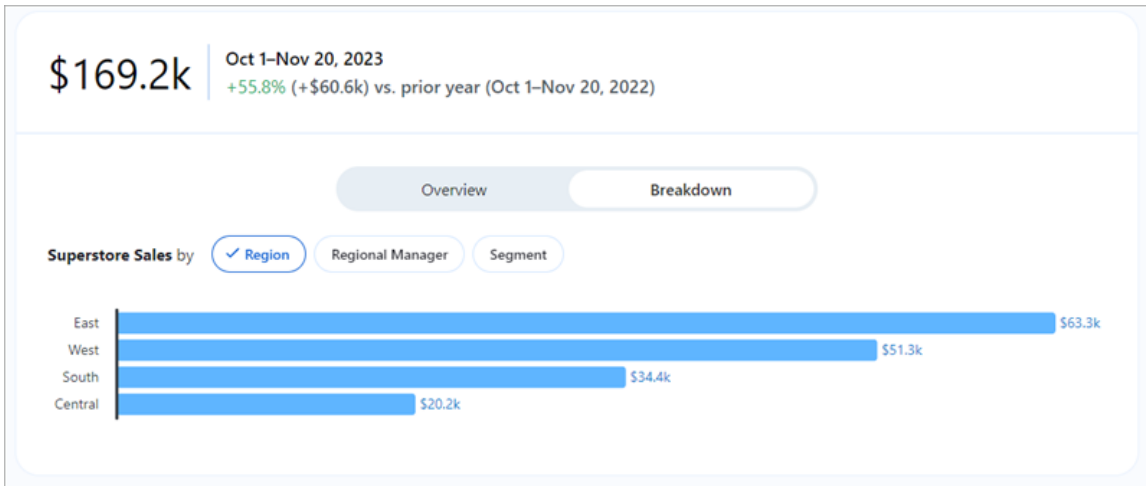 $169.2k
Oct 1–Nov 20, 2023
+55.8% (+$60.6k) vs. prior year (Oct 1–Nov 20, 2022)
Overview Breakdown
Superstore Sales by Region Regional Manager Segment
East $63.3k
West $51.3k
South $34.4k
Central $20.2k